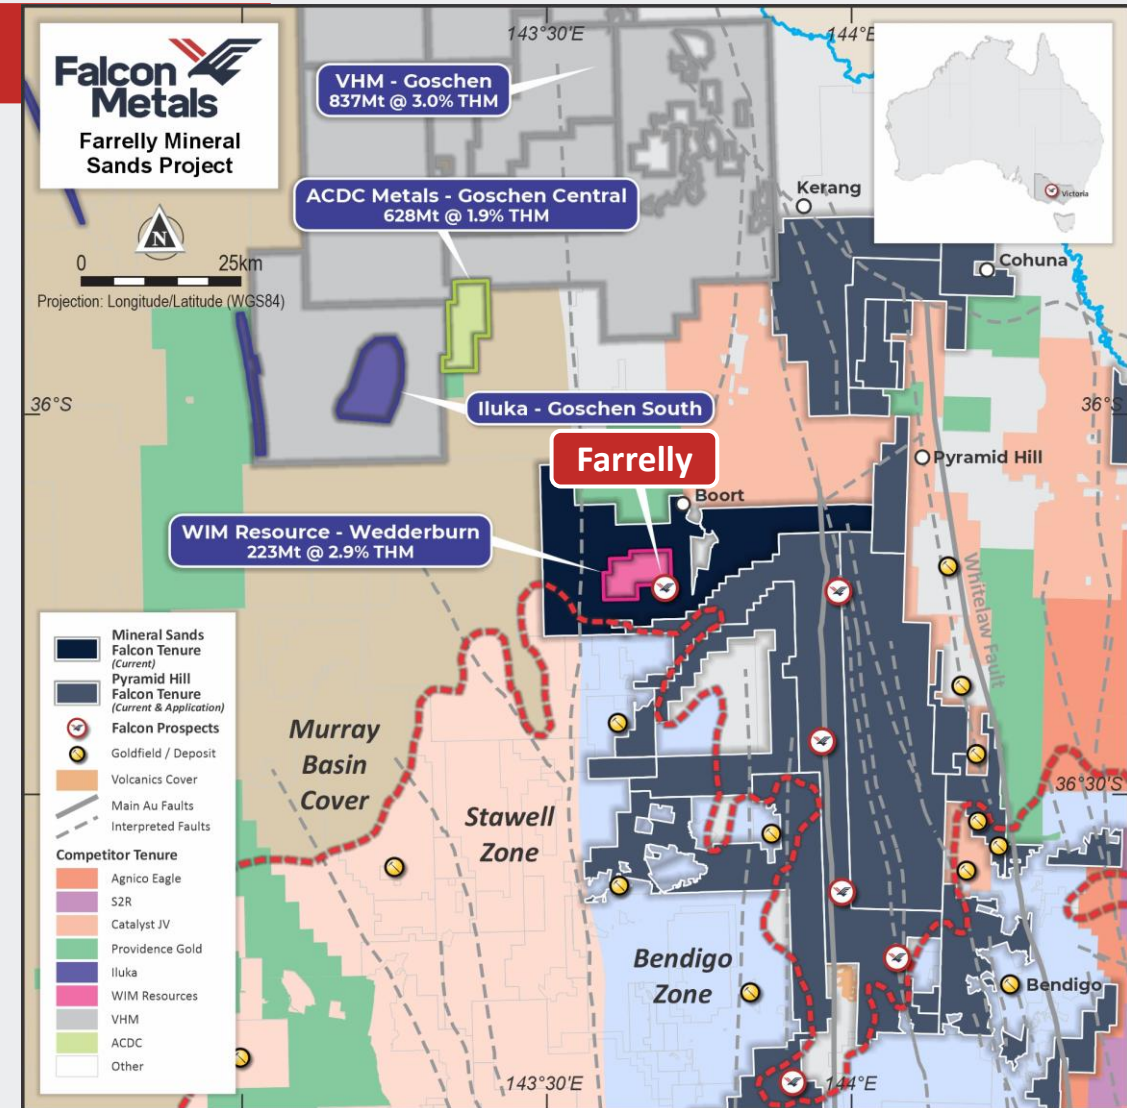 Falcon
Metals
Farrelly Mineral
Sands Project
N
0 25km
Projection: Longitude/Latitude (WGS84)
143°30'E
144°E
VHM - Goschen
837Mt @ 3.0% THM
ACDC Metals - Goschen Central
628Mt @ 1.9% THM
Victoria
Kerang
Cohuna
36°S
36°S
Iluka - Goschen South
Farrelly
Pyramid Hill
Boort
WIM Resource - Wedderburn
223Mt @ 2.9% THM
Whitelaw Fault
Murray
Basin
Cover
Stawell
Zone
36°30'S
Bendigo
Zone
Bendigo
143°30'E
144°E
Mineral Sands
Falcon Tenure
(Current)
Pyramid Hill
Falcon Tenure
(Current & Application)
Falcon Prospects
Goldfield / Deposit
Volcanics Cover
Main Au Faults
Interpreted Faults
Competitor Tenure
Agnico Eagle
S2R
Catalyst JV
Providence Gold
Iluka
WIM Resources
VHM
ACDC
Other